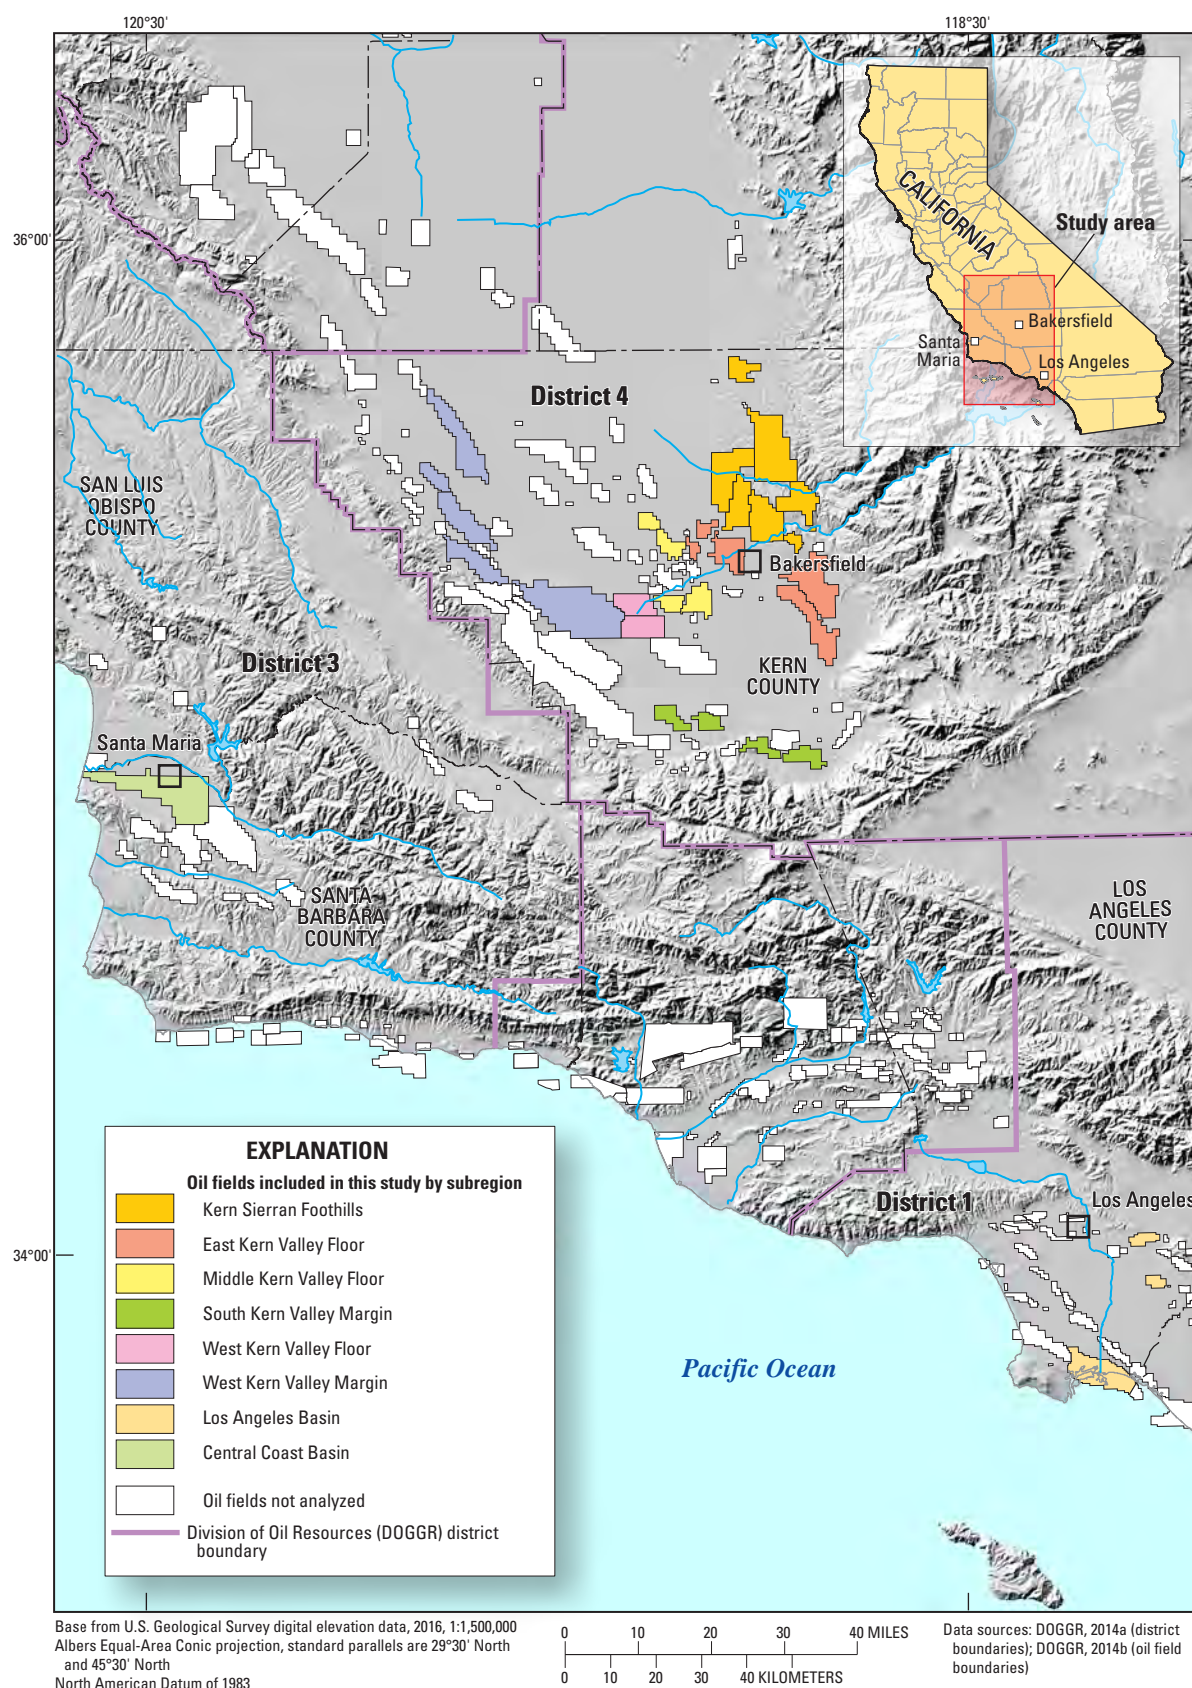 120°30'
118°30'
36°00'
34°00'
CALIFORNIA
Study area
Bakersfield
Santa
Maria
Los Angeles
District 4
SAN LUIS
OBISPO
COUNTY
Bakersfield
District 3
KERN
COUNTY
Santa Maria
SANTA
BARBARA
COUNTY
LOS
ANGELES
COUNTY
District 1
Los Angeles
Pacific Ocean
EXPLANATION
Oil fields included in this study by subregion
Kern Sierran Foothills
East Kern Valley Floor
Middle Kern Valley Floor
South Kern Valley Margin
West Kern Valley Floor
West Kern Valley Margin
Los Angeles Basin
Central Coast Basin
Oil fields not analyzed
Division of Oil Resources (DOGGR) district
boundary
Base from U.S. Geological Survey digital elevation data, 2016, 1:1,500,000
Albers Equal-Area Conic projection, standard parallels are 29°30' North
and 45°30' North
North American Datum of 1983
0 10 20 30 40 MILES
0 10 20 30 40 KILOMETERS
Data sources: DOGGR, 2014a (district
boundaries); DOGGR, 2014b (oil field
boundaries)